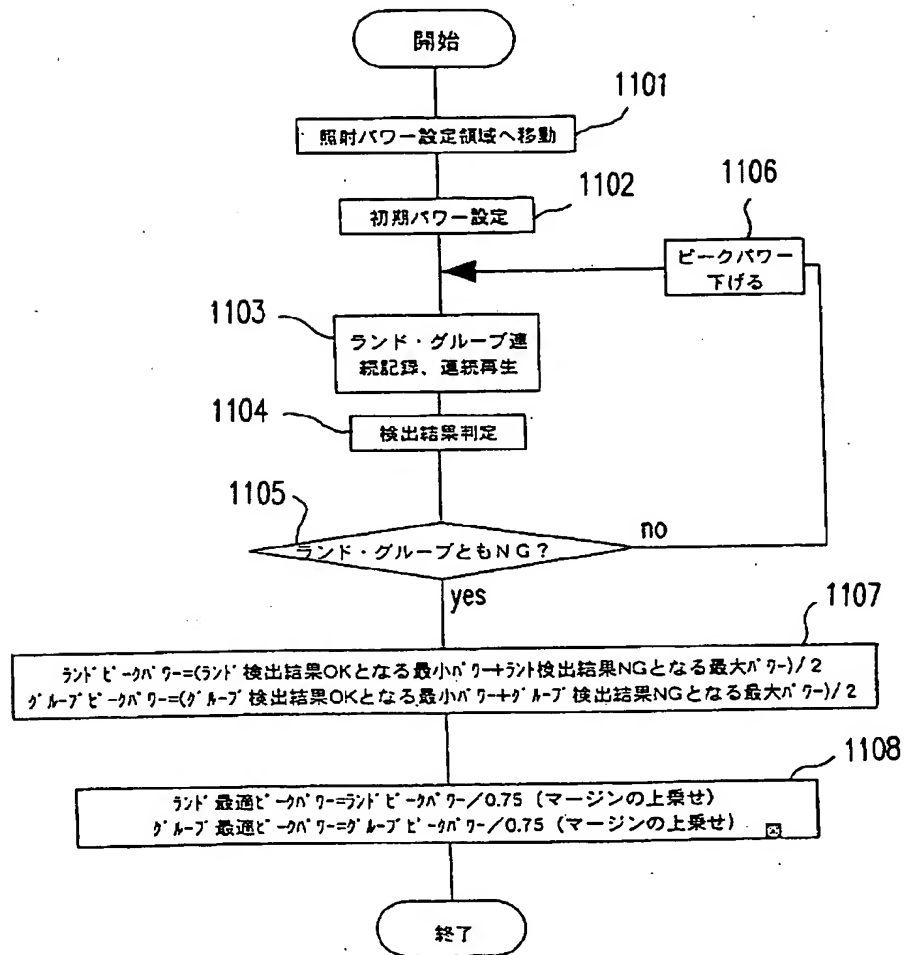 開始
1101
照射パワー設定領域へ移動
1102
初期パワー設定
1106
ピークパワー
下げる
1103
ランド・グループ連
続記録、連続再生
1104
検出結果判定
1105
ランド・グループともNG?
no
yes
1107
ランドピークパワー=(ランド検出結果OKとなる最小パワー+ラント検出結果NGとなる最大パワー)/2
グループピークパワー=(グループ検出結果OKとなる最小パワー+グループ検出結果NGとなる最大パワー)/2
1108
ランド最適ピークパワー=ランドピークパワー/0.75 (マージンの上乗せ)
グループ最適ピークパワー=グループピークパワー/0.75 (マージンの上乗せ)
終了